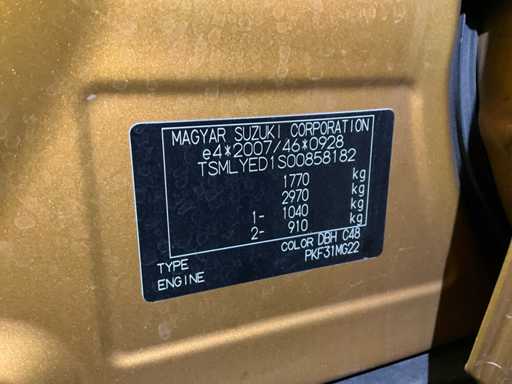 MAGYAR SUZUKI CORPORATION
e4*2007/46*0928
TSMLYED1S00858182
1770 kg
2970 kg
1- 1040 kg
2- 910 kg
COLOR DBH C48
TYPE PKF31MG22
ENGINE